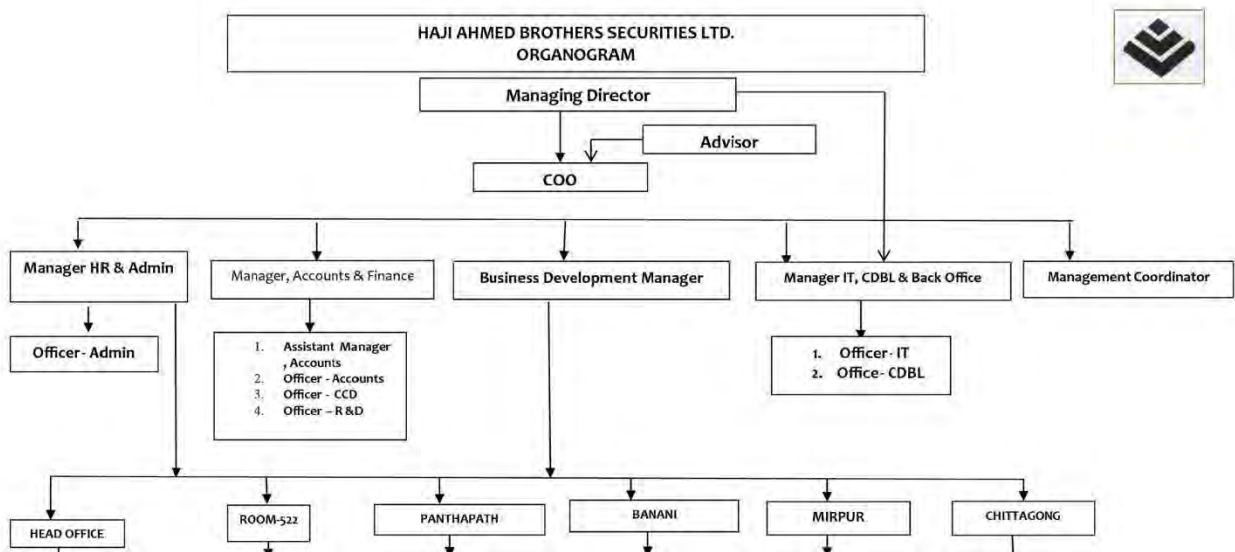 HAJI AHMED BROTHERS SECURITIES LTD.
ORGANOGRAM
Managing Director
Advisor
COO
Manager HR & Admin
Manager, Accounts & Finance
Business Development Manager
Manager IT, CDBL & Back Office
Management Coordinator
Officer - Admin
1. Assistant Manager
, Accounts
2. Officer - Accounts
3. Officer - CCD
4. Officer – R &D
1. Officer - IT
2. Office - CDBL
HEAD OFFICE
ROOM-522
PANTHAPATH
BANANI
MIRPUR
CHITTAGONG